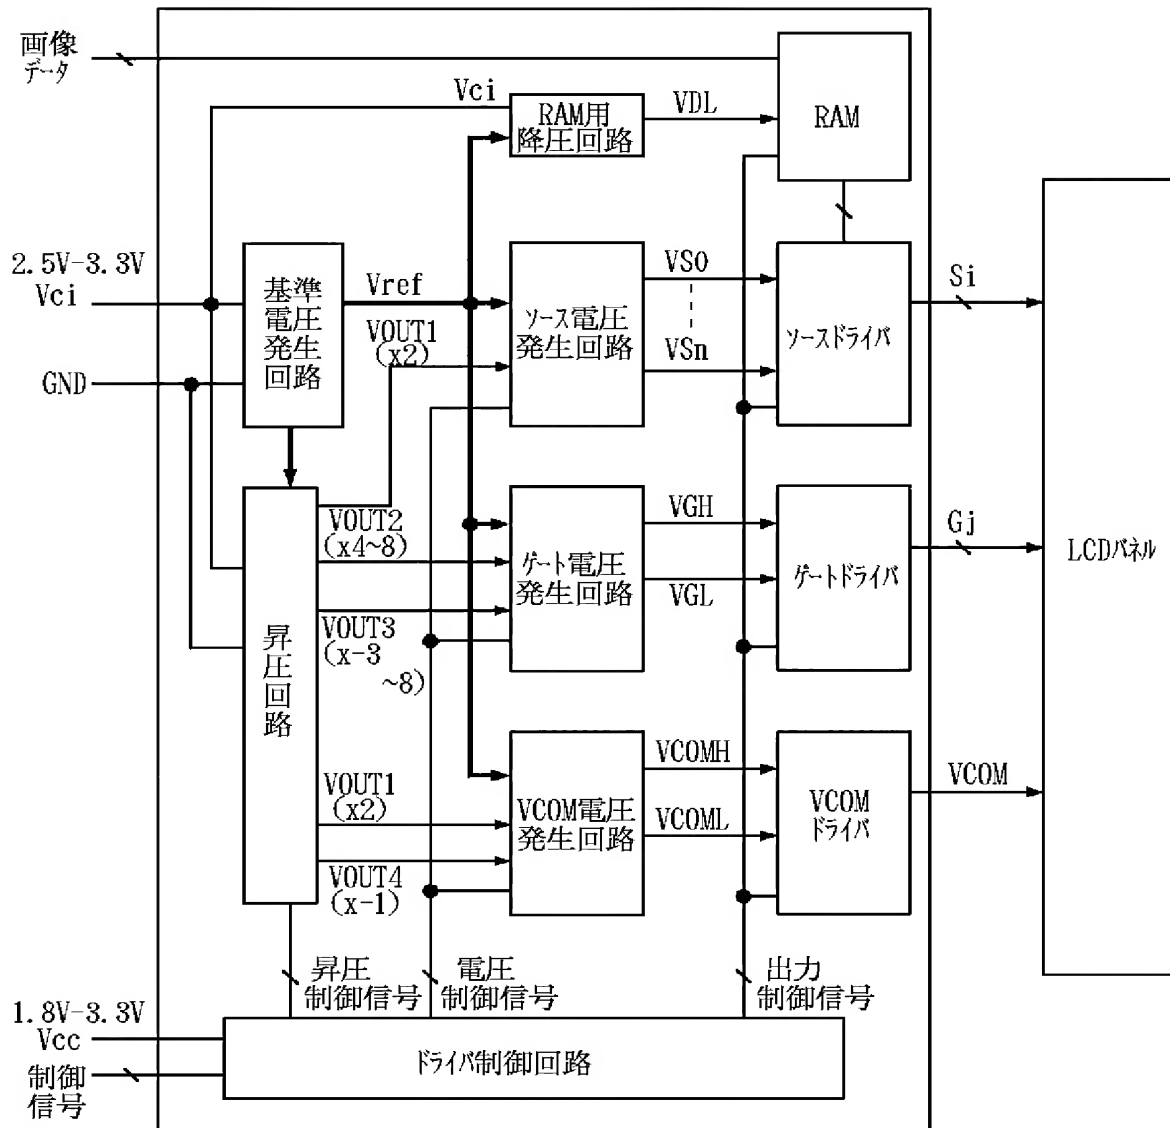 画像
データ
Vci
RAM用
降圧回路
VDL
RAM
2.5V-3.3V
Vci
GND
基準
電圧
発生
回路
Vref
VOUT1
(x2)
ソース電圧
発生回路
VS0
VSn
ソースドライバ
Si
VOUT2
(x4~8)
VOUT3
(x-3
~8)
昇
圧
回
路
ゲート電圧
発生回路
VGH
VGL
ゲートドライバ
Gj
LCDパネル
VOUT1
(x2)
VOUT4
(x-1)
VCOM電圧
発生回路
VCOMH
VCOML
VCOM
ドライバ
VCOM
昇圧
制御信号
電圧
制御信号
出力
制御信号
1.8V-3.3V
Vcc
制御
信号
ドライバ制御回路